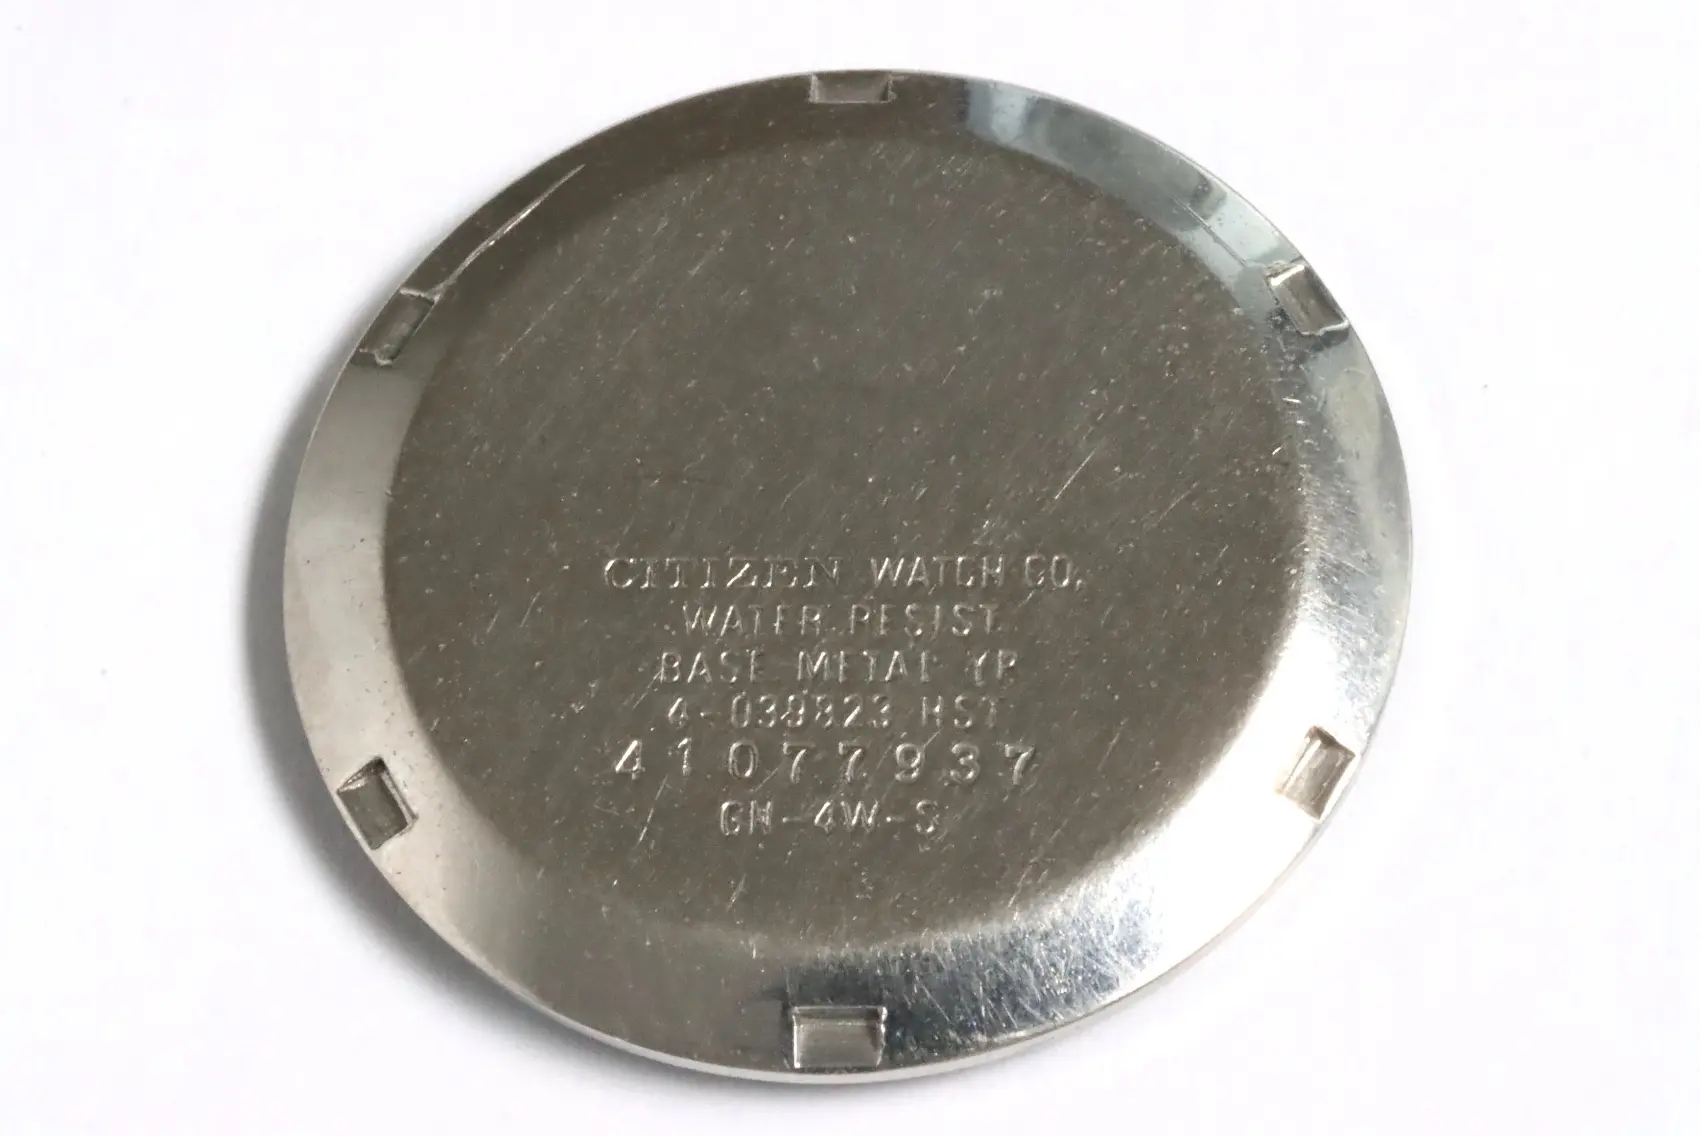 CITIZEN WATCH CO.
WATER RESIST
BASE METAL YP
4-039823 HST
41077937
GN-4W-S